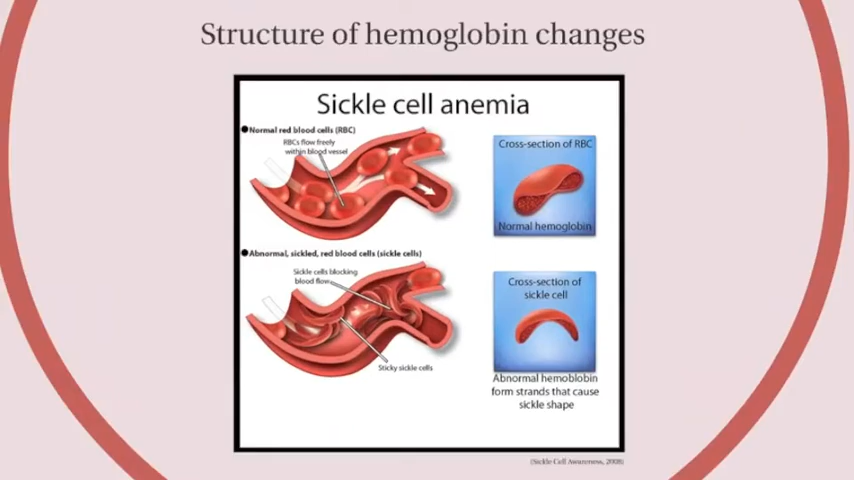 Structure of hemoglobin changes
Sickle cell anemia
Normal red blood cells (RBC)
RBCs flow freely
within blood vessel
Cross-section of RBC
Normal hemoglobin
Abnormal, sickled, red blood cells (sickle cells)
Sickle cells blocking
blood flow
Sticky sickle cells
Cross-section of
sickle cell
Abnormal hemoblobin
form strands that cause
sickle shape
(Sickle Cell Awareness, 2008)